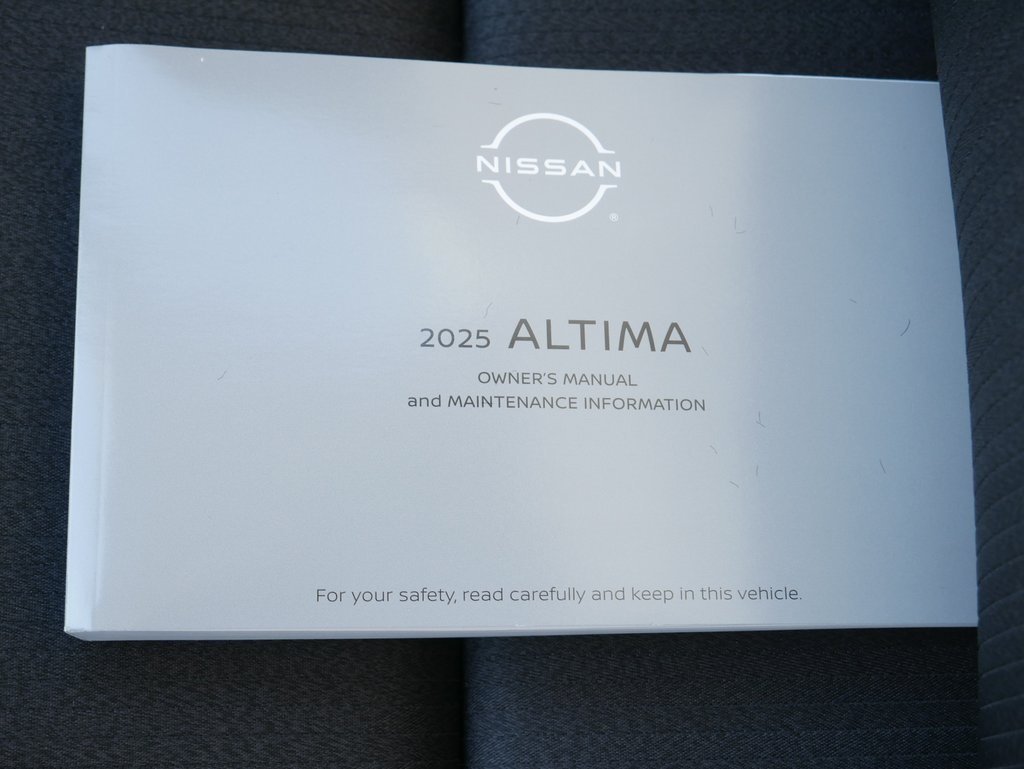 NISSAN
®
2025 ALTIMA
OWNER'S MANUAL
and MAINTENANCE INFORMATION
For your safety, read carefully and keep in this vehicle.